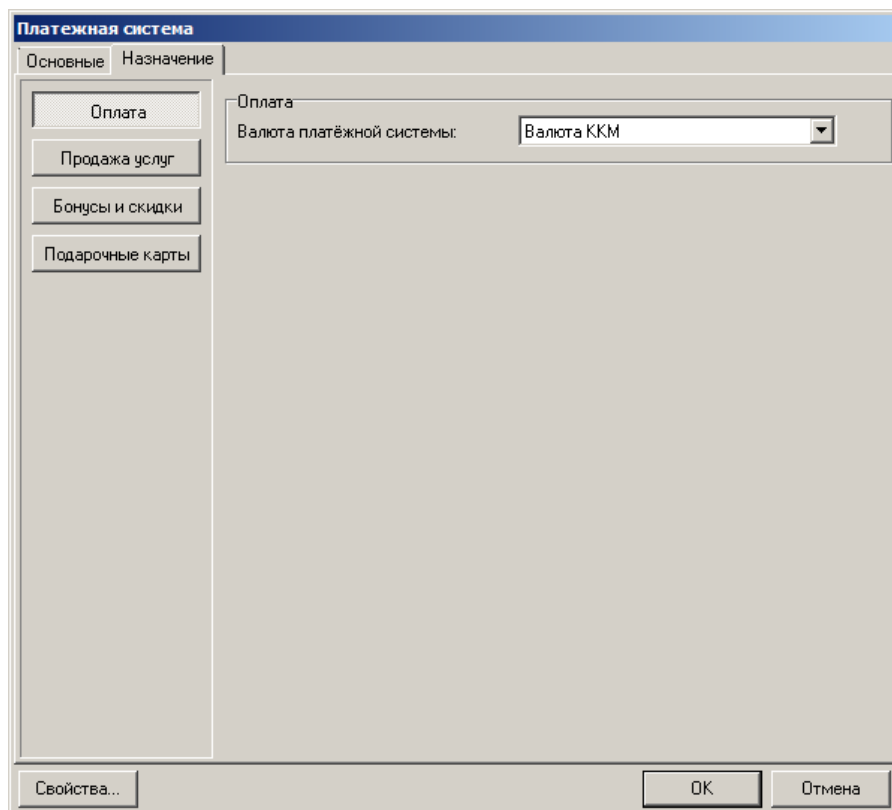 Платежная система
Основные Назначение
Оплата
Продажа услуг
Бонусы и скидки
Подарочные карты
Оплата
Валюта платёжной системы: Валюта ККМ
Свойства... OK Отмена